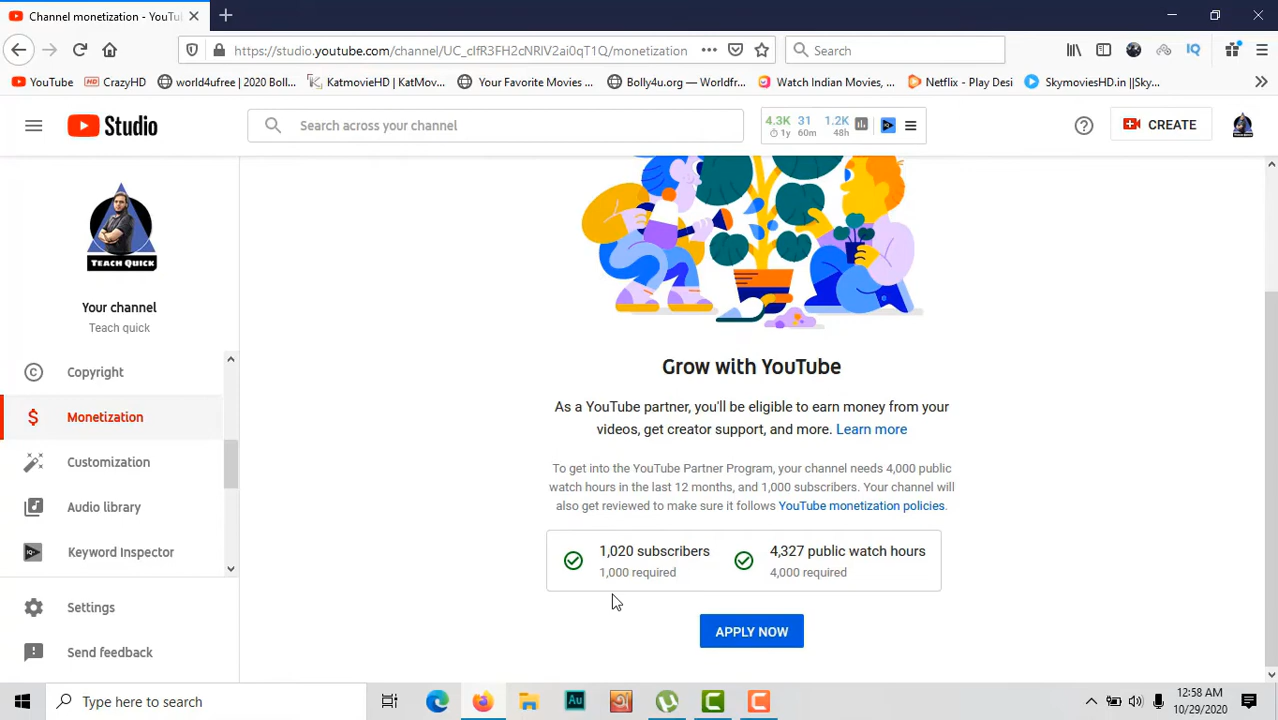 Channel monetization - YouTu
https://studio.youtube.com/channel/UC_cIfR3FH2cNRIV2ai0qT1Q/monetization
Search
YouTube
HD CrazyHD
world4ufree | 2020 Boll...
KatmovieHD | KatMov...
Your Favorite Movies ...
Bolly4u.org — Worldfr...
Watch Indian Movies, ...
Netflix - Play Desi
SkymoviesHD.in ||Sky...
Studio
Search across your channel
4.3K 31 1.2K
1y 60m 48h
IQ
CREATE
TEACH QUICK
Your channel
Teach quick
Copyright
Monetization
Customization
Audio library
Keyword Inspector
Settings
Send feedback
Grow with YouTube
As a YouTube partner, you'll be eligible to earn money from your
videos, get creator support, and more. Learn more
To get into the YouTube Partner Program, your channel needs 4,000 public
watch hours in the last 12 months, and 1,000 subscribers. Your channel will
also get reviewed to make sure it follows YouTube monetization policies.
1,020 subscribers
1,000 required
4,327 public watch hours
4,000 required
APPLY NOW
Type here to search
Au
12:58 AM
10/29/2020